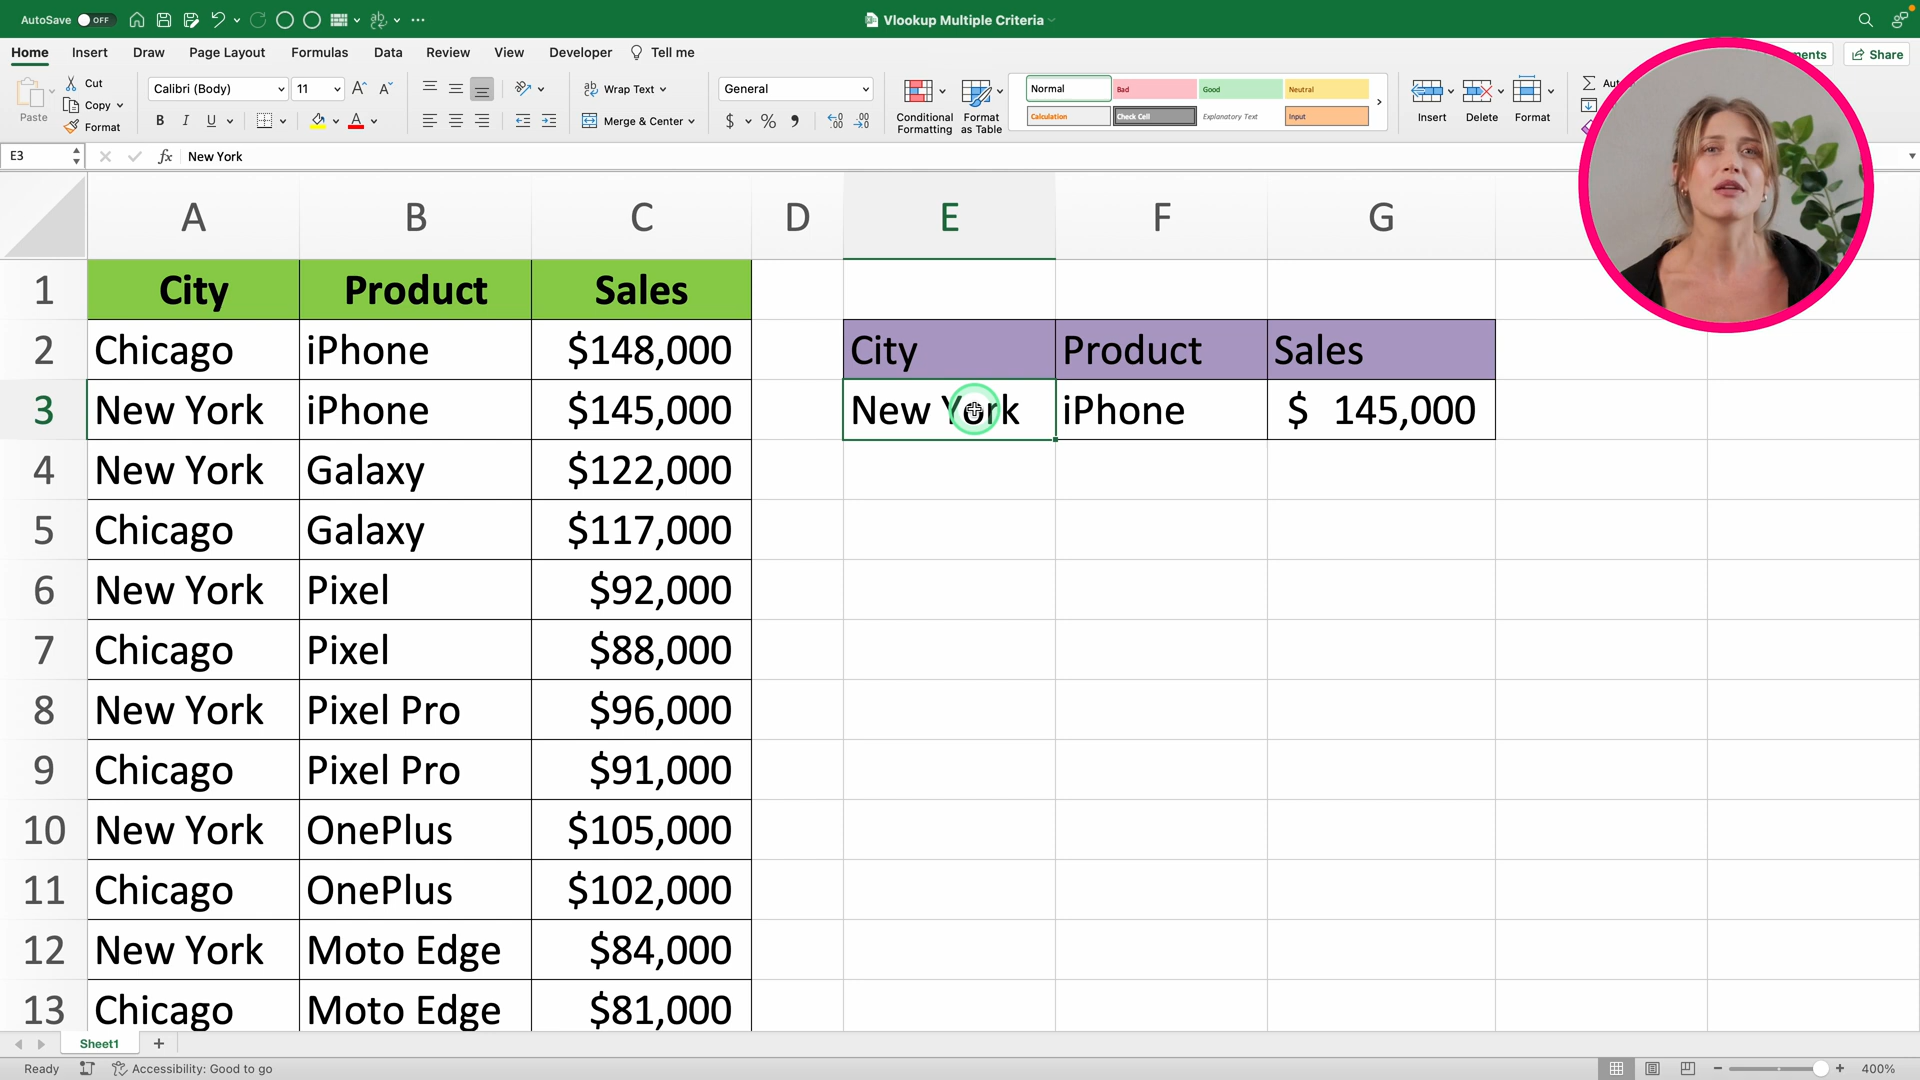 AutoSave OFF Vlookup Multiple Criteria
Home Insert Draw Page Layout Formulas Data Review View Developer Tell me Share
Paste Cut Copy Format
Calibri (Body) 11
B I U A
Wrap Text
Merge & Center
General
$ %
Conditional Formatting
Format as Table
Normal Bad Good Neutral
Calculation Check Cell Explanatory Text Input
Insert Delete Format
E3 fx New York
A B C D E F G
1 City Product Sales
2 Chicago iPhone $148,000 City Product Sales
3 New York iPhone $145,000 New York iPhone $ 145,000
4 New York Galaxy $122,000
5 Chicago Galaxy $117,000
6 New York Pixel $92,000
7 Chicago Pixel $88,000
8 New York Pixel Pro $96,000
9 Chicago Pixel Pro $91,000
10 New York OnePlus $105,000
11 Chicago OnePlus $102,000
12 New York Moto Edge $84,000
13 Chicago Moto Edge $81,000
Sheet1 +
Ready Accessibility: Good to go 400%